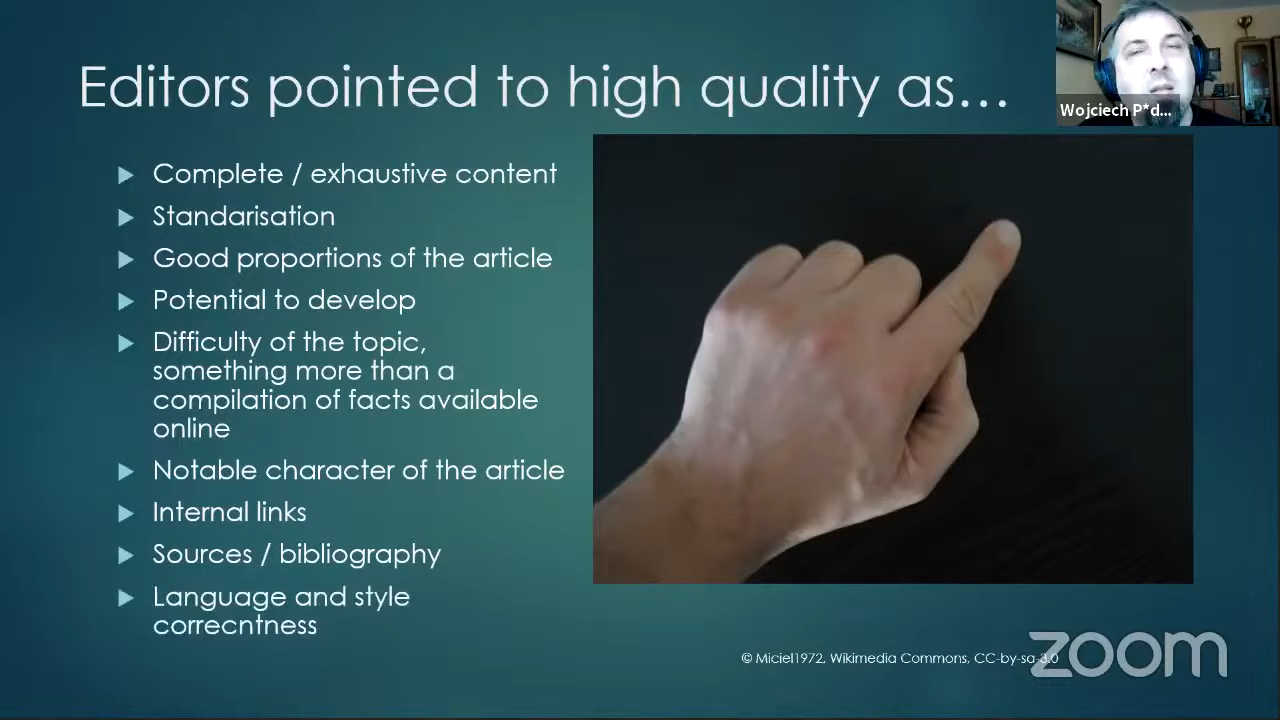 Editors pointed to high quality as...
Wojciech P*d...
Complete / exhaustive content
Standarisation
Good proportions of the article
Potential to develop
Difficulty of the topic,
something more than a
compilation of facts available
online
Notable character of the article
Internal links
Sources / bibliography
Language and style
correcntness
© Miciel1972, Wikimedia Commons, CC-by-sa-3.0
zoom